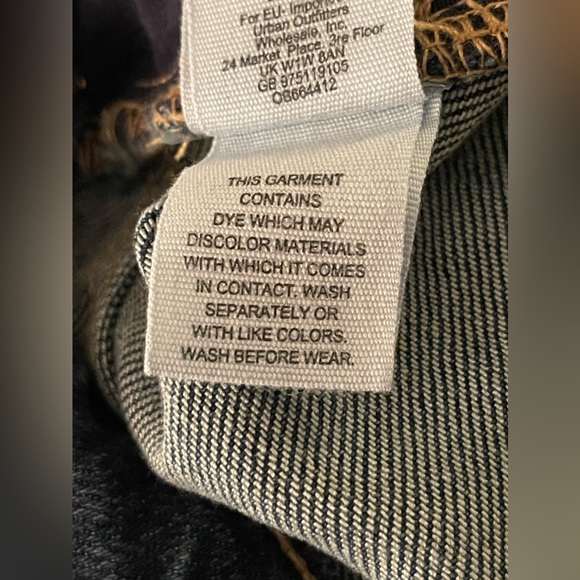 For EU- Importer
Urban Outfitters
Wholesale, Inc.
24 Market Place, 3re Floor
UK W1W 8AN
GB 975119105
OB664412
THIS GARMENT
CONTAINS
DYE WHICH MAY
DISCOLOR MATERIALS
WITH WHICH IT COMES
IN CONTACT. WASH
SEPARATELY OR
WITH LIKE COLORS.
WASH BEFORE WEAR.